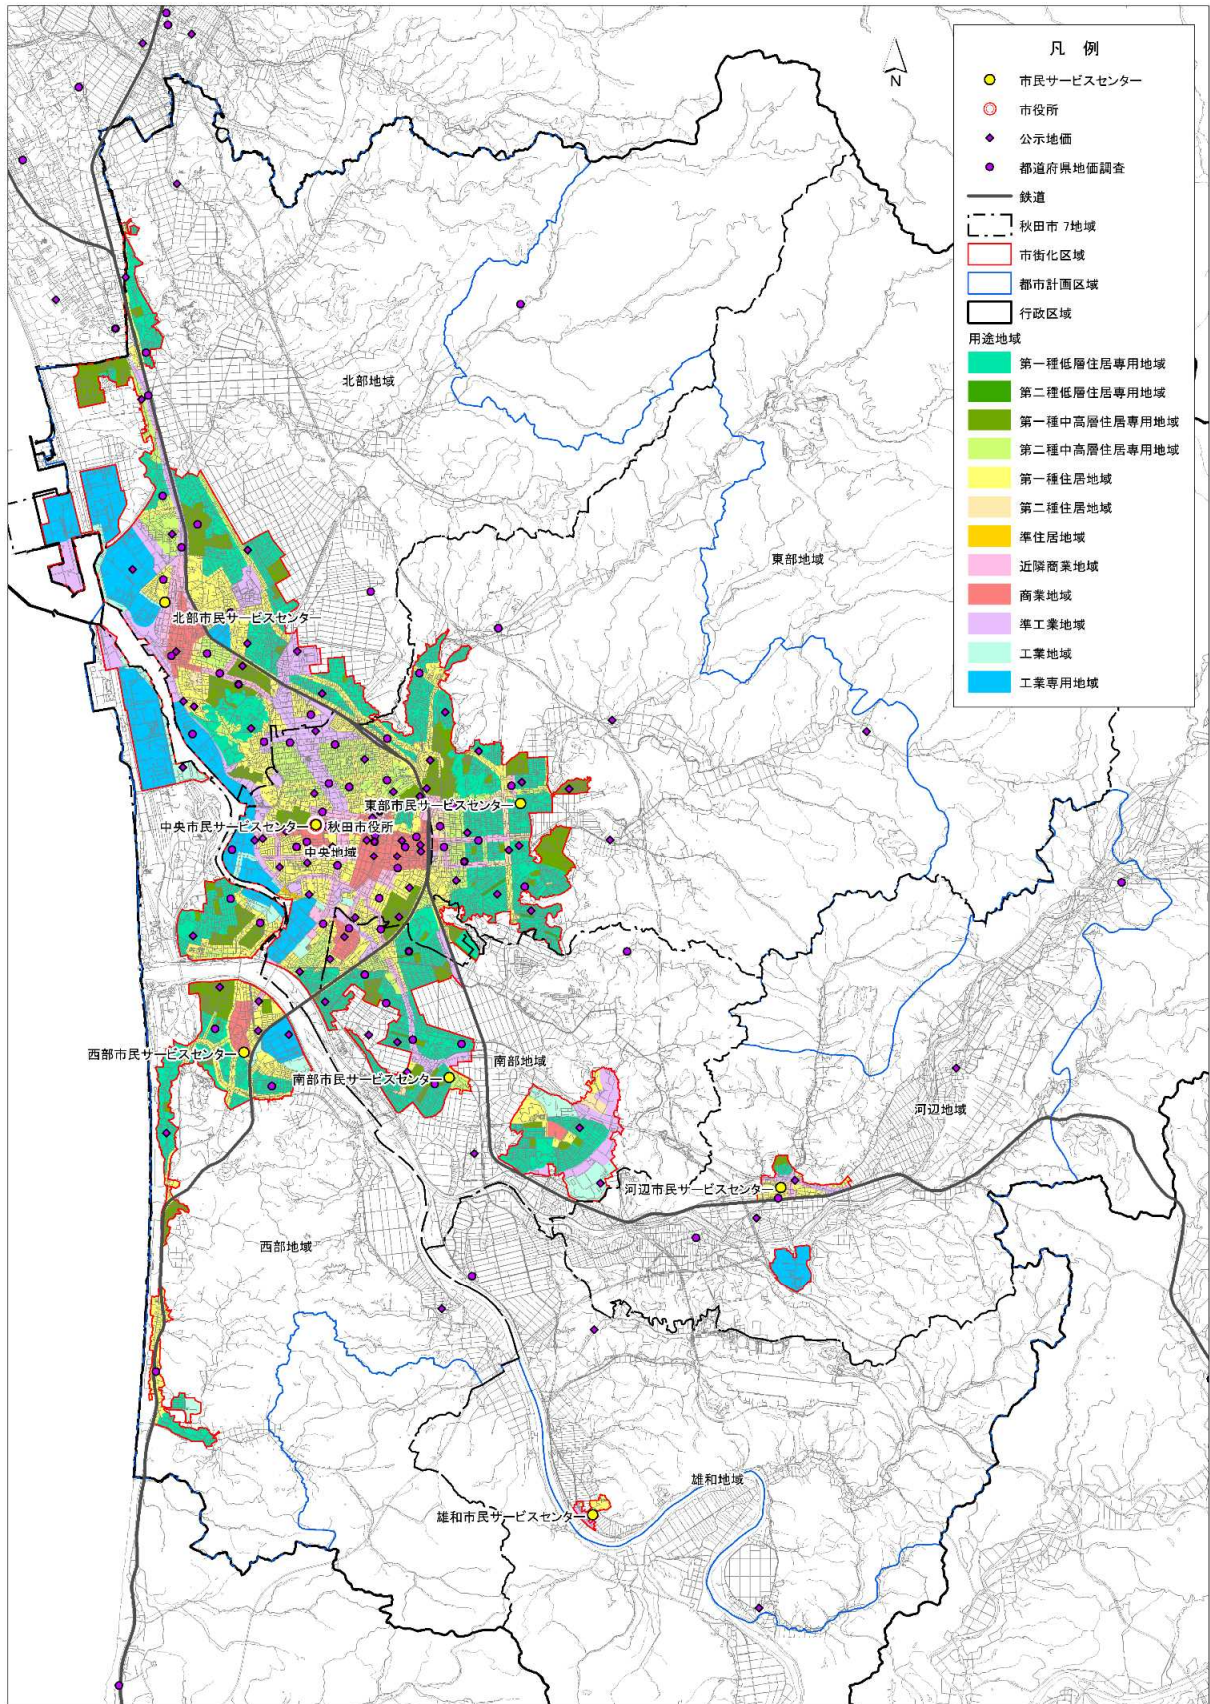 凡 例
市民サービスセンター
市役所
公示地価
都道府県地価調査
鉄道
秋田市 7地域
市街化区域
都市計画区域
行政区域
用途地域
第一種低層住居専用地域
第二種低層住居専用地域
第一種中高層住居専用地域
第二種中高層住居専用地域
第一種住居地域
第二種住居地域
準住居地域
近隣商業地域
商業地域
準工業地域
工業地域
工業専用地域
N
北部地域
東部地域
北部市民サービスセンター
東部市民サービスセンター
中央市民サービスセンター
秋田市役所
中央地域
西部市民サービスセンター
南部地域
南部市民サービスセンター
河辺地域
河辺市民サービスセンター
西部地域
雄和地域
雄和市民サービスセンター